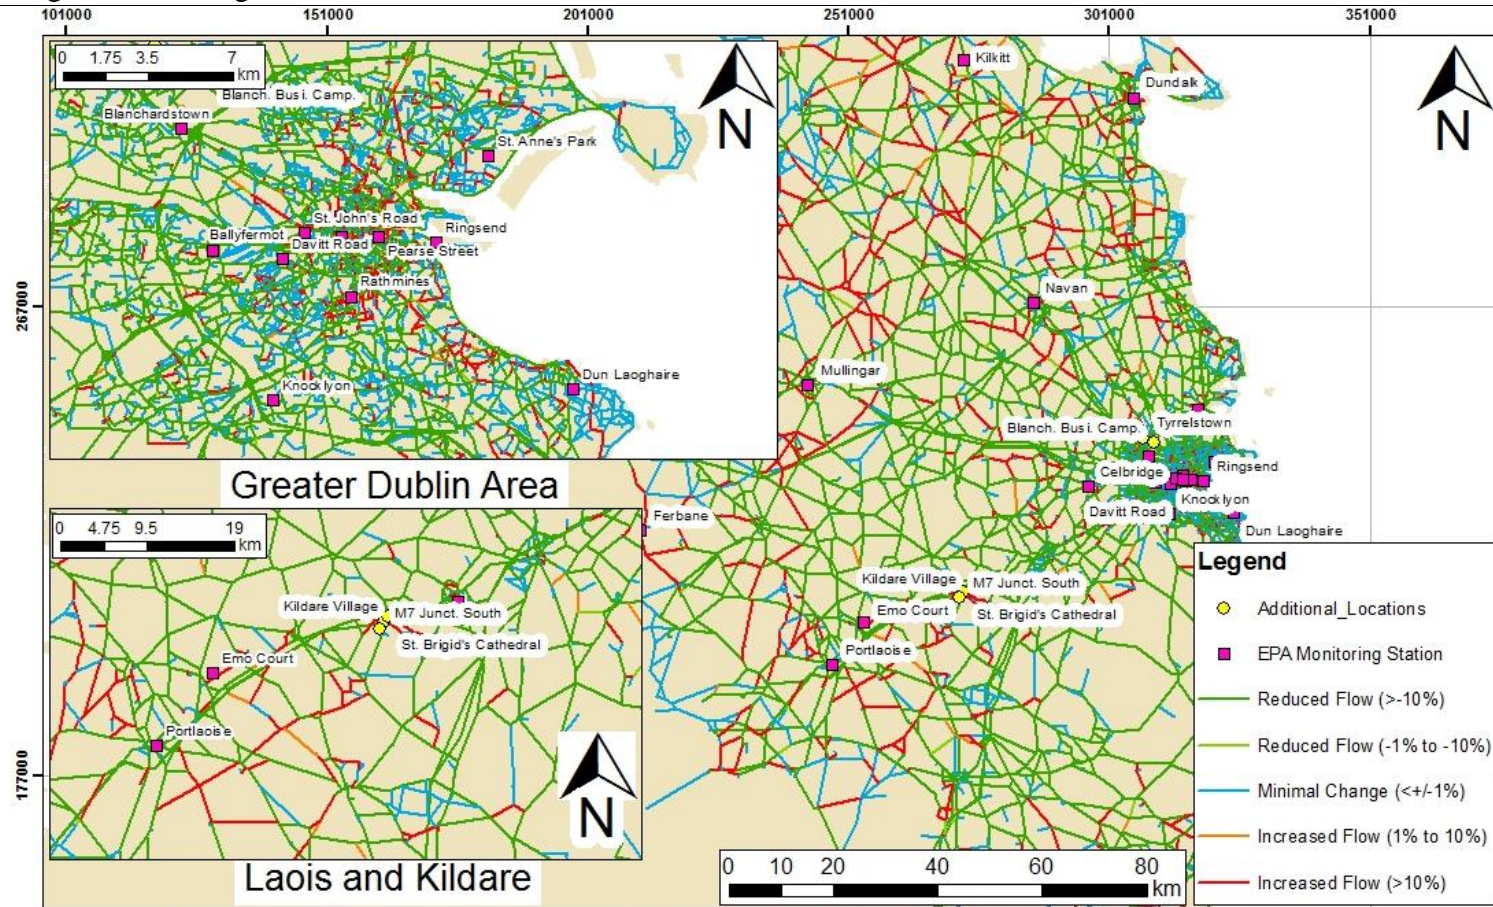 101000 151000 201000 251000 301000 351000
0 1.75 3.5 7
km
Blanch. Busi. Camp.
Blanchardstown
N
St. Anne's Park
St. John's Road
Ringsend
Ballyfermot
Davitt Road
Pearse Street
Rathmines
Knocklyon
Dun Laoghaire
Greater Dublin Area
267000
177000
0 4.75 9.5 19
km
Kildare Village
M7 Junct. South
St. Brigid's Cathedral
Emo Court
Portlaoise
N
Laois and Kildare
Kilkitt
Dundalk
N
Navan
Mullingar
Blanch. Busi. Camp.
Tyrrelstown
Celbridge
Ringsend
Knocklyon
Davitt Road
Dun Laoghaire
Ferbane
Kildare Village
M7 Junct. South
Emo Court
St. Brigid's Cathedral
Portlaoise
0 10 20 40 60 80
km
Legend
Additional_Locations
EPA Monitoring Station
Reduced Flow (>-10%)
Reduced Flow (-1% to -10%)
Minimal Change (<+/-1%)
Increased Flow (1% to 10%)
Increased Flow (>10%)